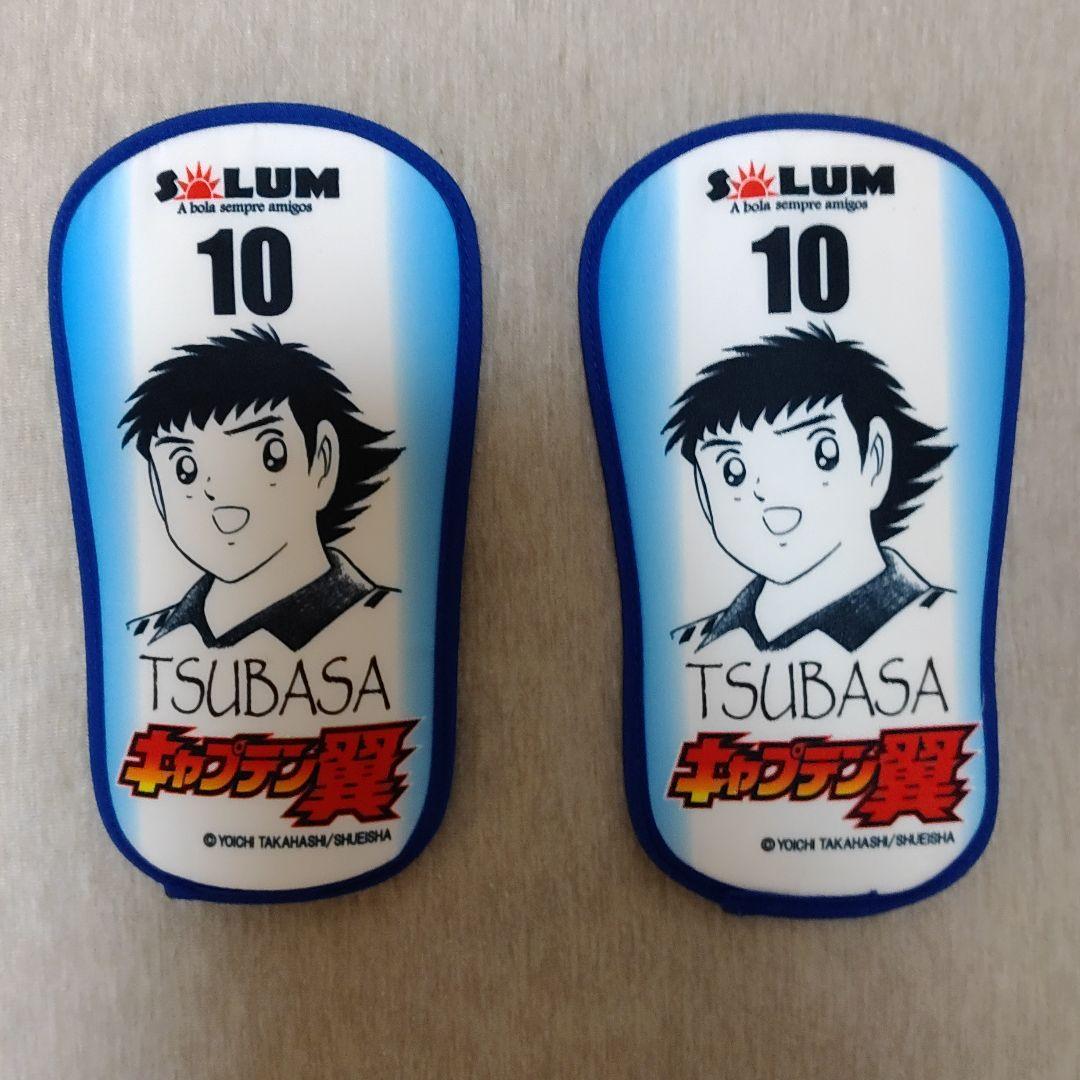 SOLUM
A bola sempre amigos
10
TSUBASA
キャプテン翼
©YOICHI TAKAHASHI/SHUEISHA
SOLUM
A bola sempre amigos
10
TSUBASA
キャプテン翼
©YOICHI TAKAHASHI/SHUEISHA